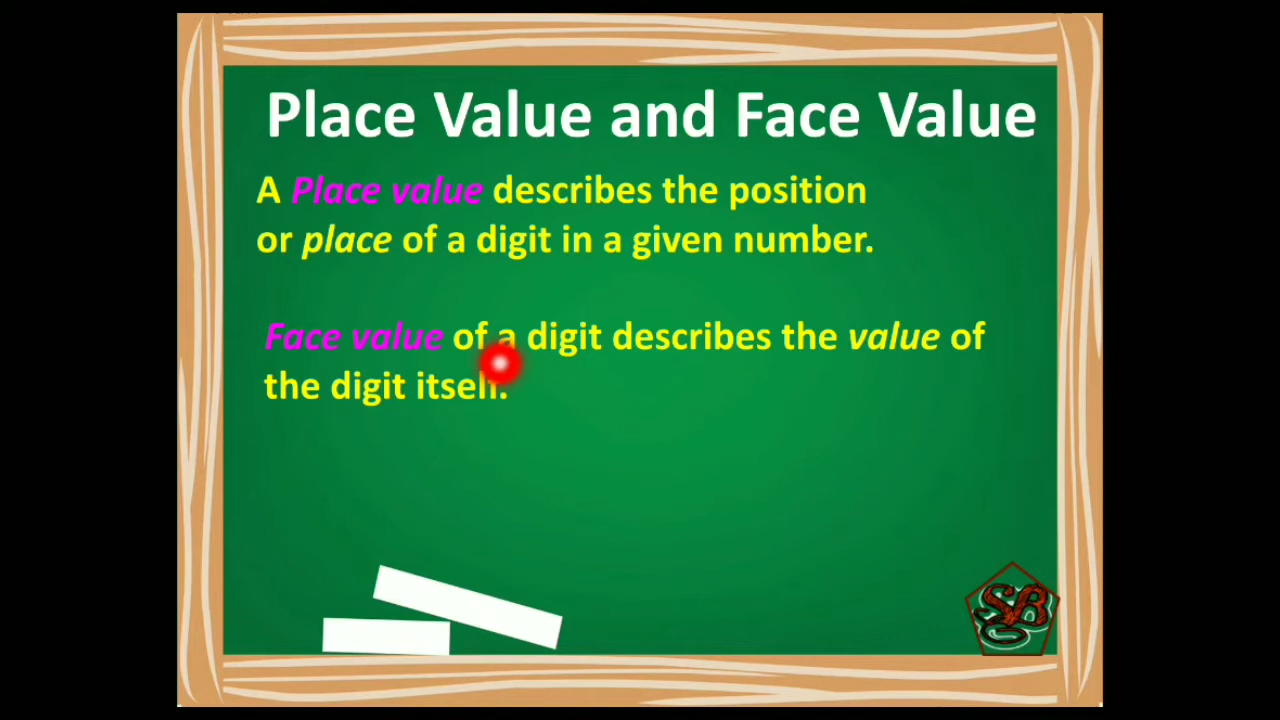 Place Value and Face Value
A Place value describes the position
or place of a digit in a given number.
Face value of a digit describes the value of
the digit itself.
SB